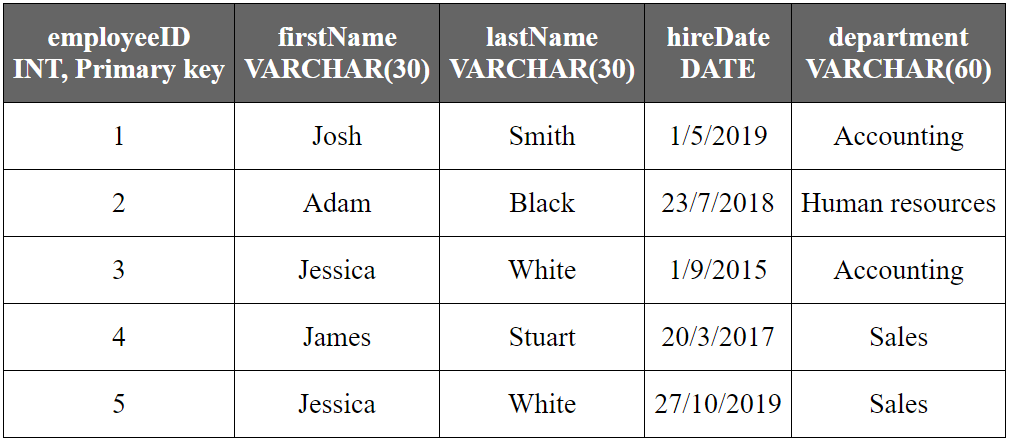 employeeID firstName lastName hireDate department
INT, Primary key VARCHAR(30) VARCHAR(30) DATE VARCHAR(60)
1 Josh Smith 1/5/2019 Accounting
2 Adam Black 23/7/2018 Human resources
3 Jessica White 1/9/2015 Accounting
4 James Stuart 20/3/2017 Sales
5 Jessica White 27/10/2019 Sales